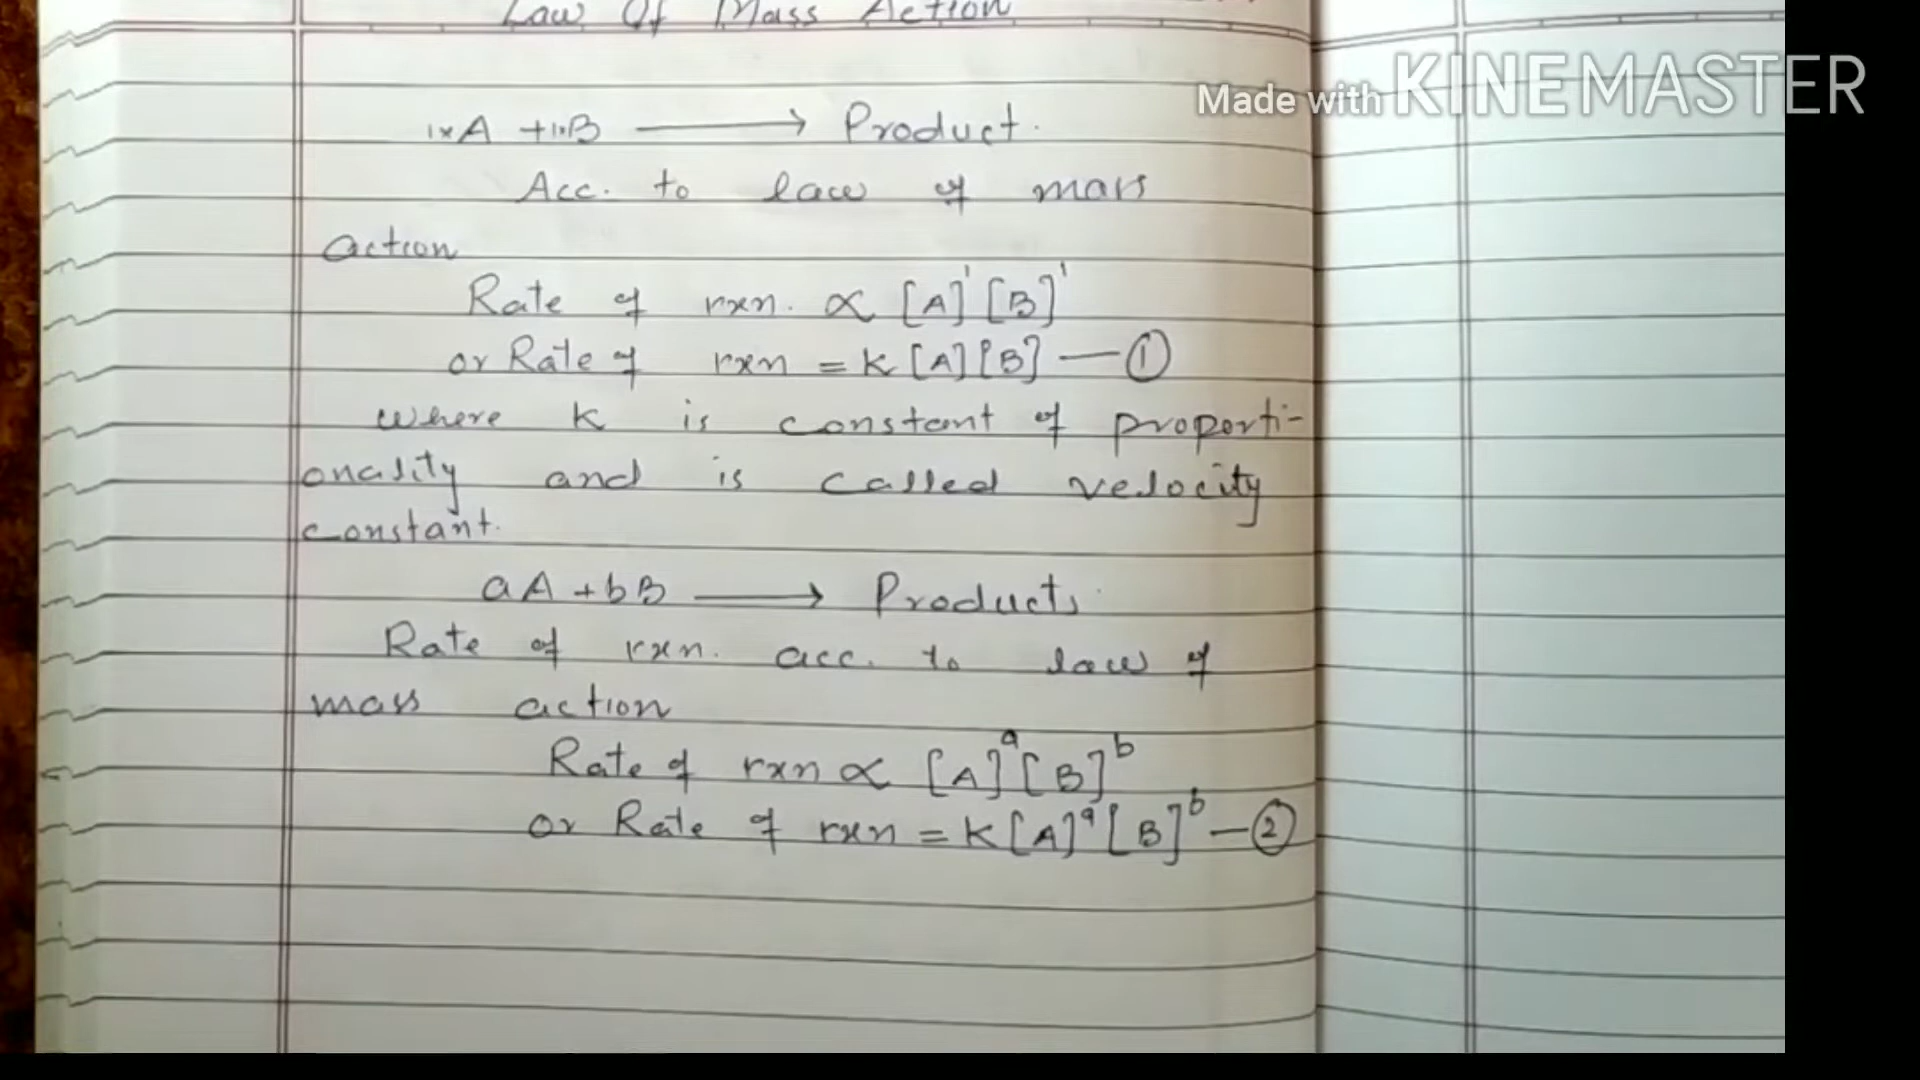 Law Of Mass Action
Made with KINEMASTER
1xA + 1xB ⟶ Product.
Acc. to law of mass
action
Rate of rxn. ∝ [A]¹[B]¹
or Rate of rxn = K[A][B] — ①
where K is constant of proporti-
onality and is called velocity
constant.
aA + bB ⟶ Products
Rate of rxn. acc. to law of
mass action
Rate of rxn ∝ [A]ᵃ[B]ᵇ
or Rate of rxn = K[A]ᵃ[B]ᵇ — ②